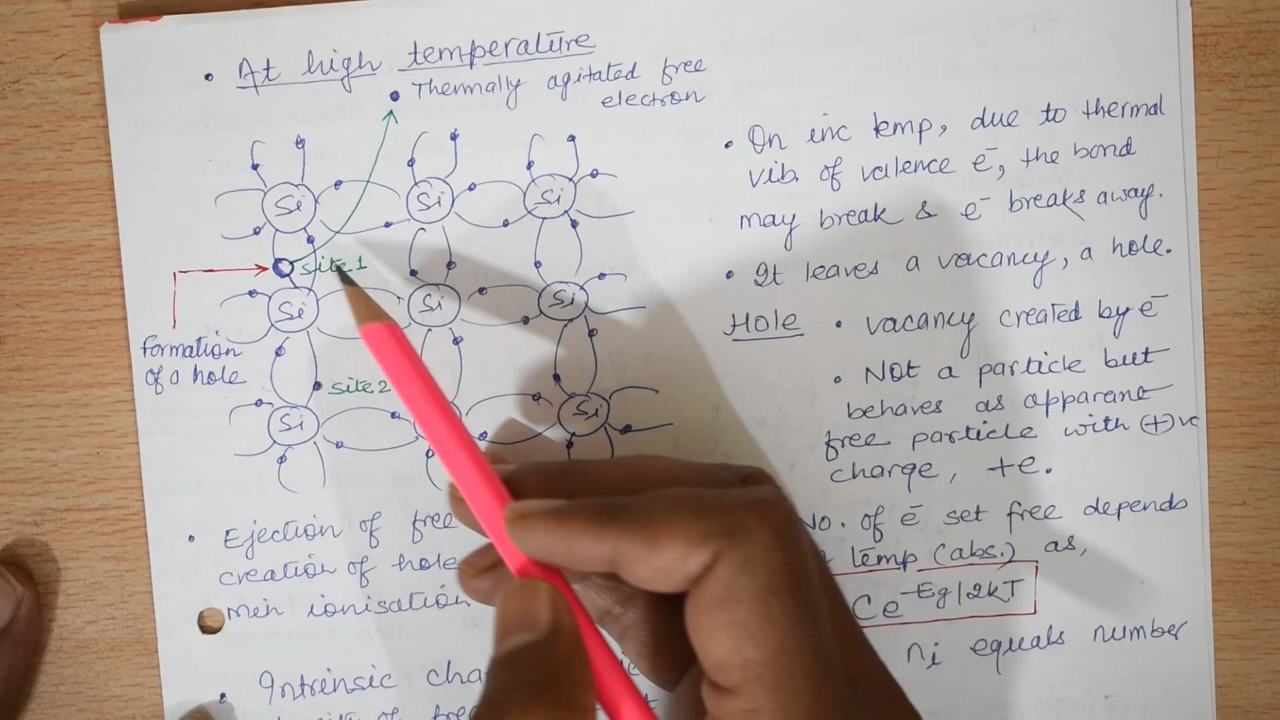 • At high temperature
• Thermally agitated free
electron
Si Si Si
site 1
Si Si Si
Formation
of a hole
site 2
Si Si
• Ejection of free
creation of hole
men ionisation
• Intrinsic
of
• On inc temp, due to thermal
vib. of valence e⁻, the bond
may break & e⁻ breaks away.
• It leaves a vacancy, a hole.
Hole • vacancy created by e⁻
• Not a particle but
behaves as apparent
free particle with (+)ve
charge, +e.
No. of e⁻ set free depends
temp (abs.) as,
Ce^-Eg/2kT
ni equals number